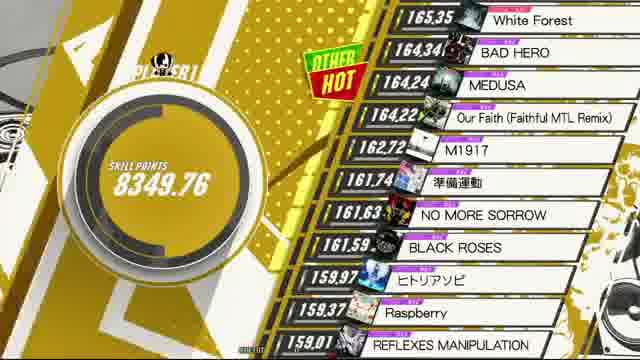 PLAYER1
SKILL POINTS
8349.76
OTHER
HOT
165,35 White Forest
164,34 BAD HERO
164,24 MEDUSA
164,22 Our Faith (Faithful MTL Remix)
162,72 M1917
161,74 準備運動
161,63 NO MORE SORROW
161,59 BLACK ROSES
159,97 ヒトリアソビ
159,37 Raspberry
159,01 REFLEXES MANIPULATION